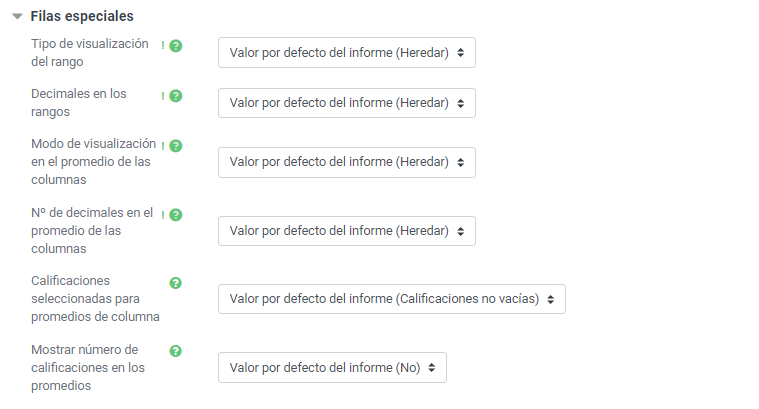 Filas especiales
Tipo de visualización
del rango
! ?
Valor por defecto del informe (Heredar)
Decimales en los
rangos
! ?
Valor por defecto del informe (Heredar)
Modo de visualización
en el promedio de las
columnas
! ?
Valor por defecto del informe (Heredar)
Nº de decimales en el
promedio de las
columnas
! ?
Valor por defecto del informe (Heredar)
Calificaciones
seleccionadas para
promedios de columna
?
Valor por defecto del informe (Calificaciones no vacías)
Mostrar número de
calificaciones en los
promedios
?
Valor por defecto del informe (No)